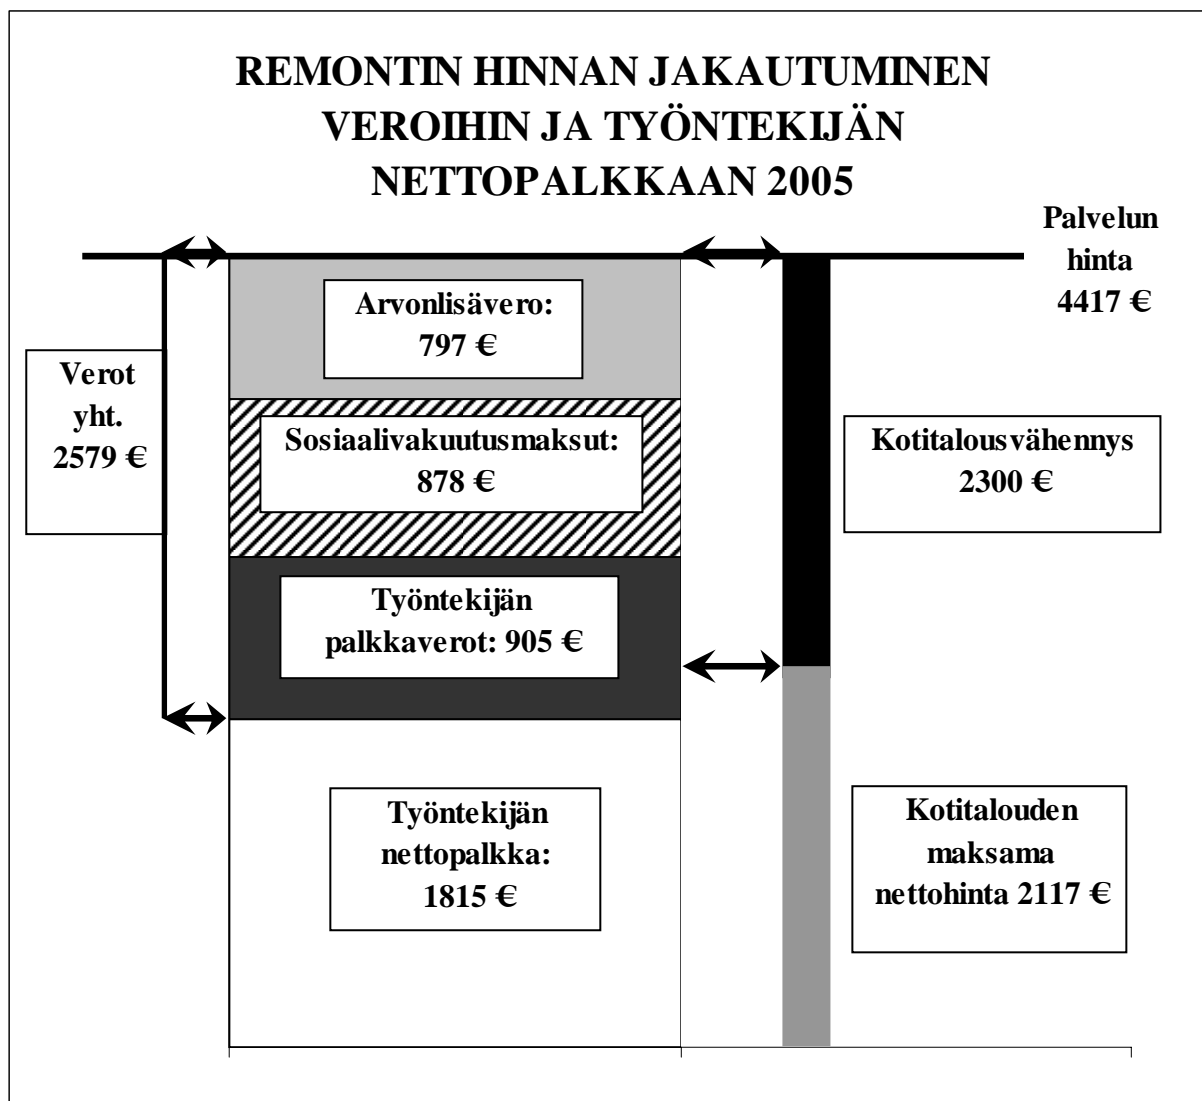 REMONTIN HINNAN JAKAUTUMINEN
VEROIHIN JA TYÖNTEKIJÄN
NETTOPALKKAAN 2005
Palvelun
hinta
4417 €
Arvonlisävero:
797 €
Verot
yht.
2579 €
Sosiaalivakuutusmaksut:
878 €
Kotitalousvähennys
2300 €
Työntekijän
palkkaverot: 905 €
Työntekijän
nettopalkka:
1815 €
Kotitalouden
maksama
nettohinta 2117 €